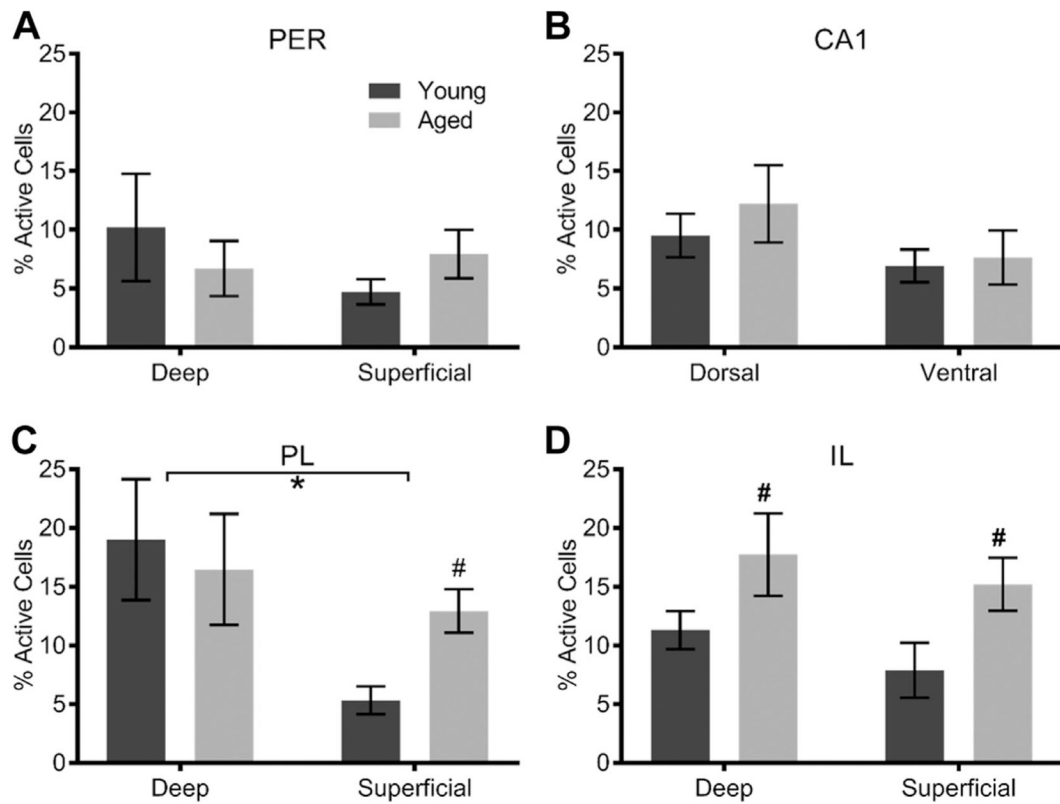 A
PER
25
20
15
10
5
0
% Active Cells
Young
Aged
Deep Superficial
B
CA1
25
20
15
10
5
0
% Active Cells
Dorsal Ventral
C
PL
25
20
15
10
5
0
% Active Cells
*
#
Deep Superficial
D
IL
25
20
15
10
5
0
% Active Cells
#
#
Deep Superficial